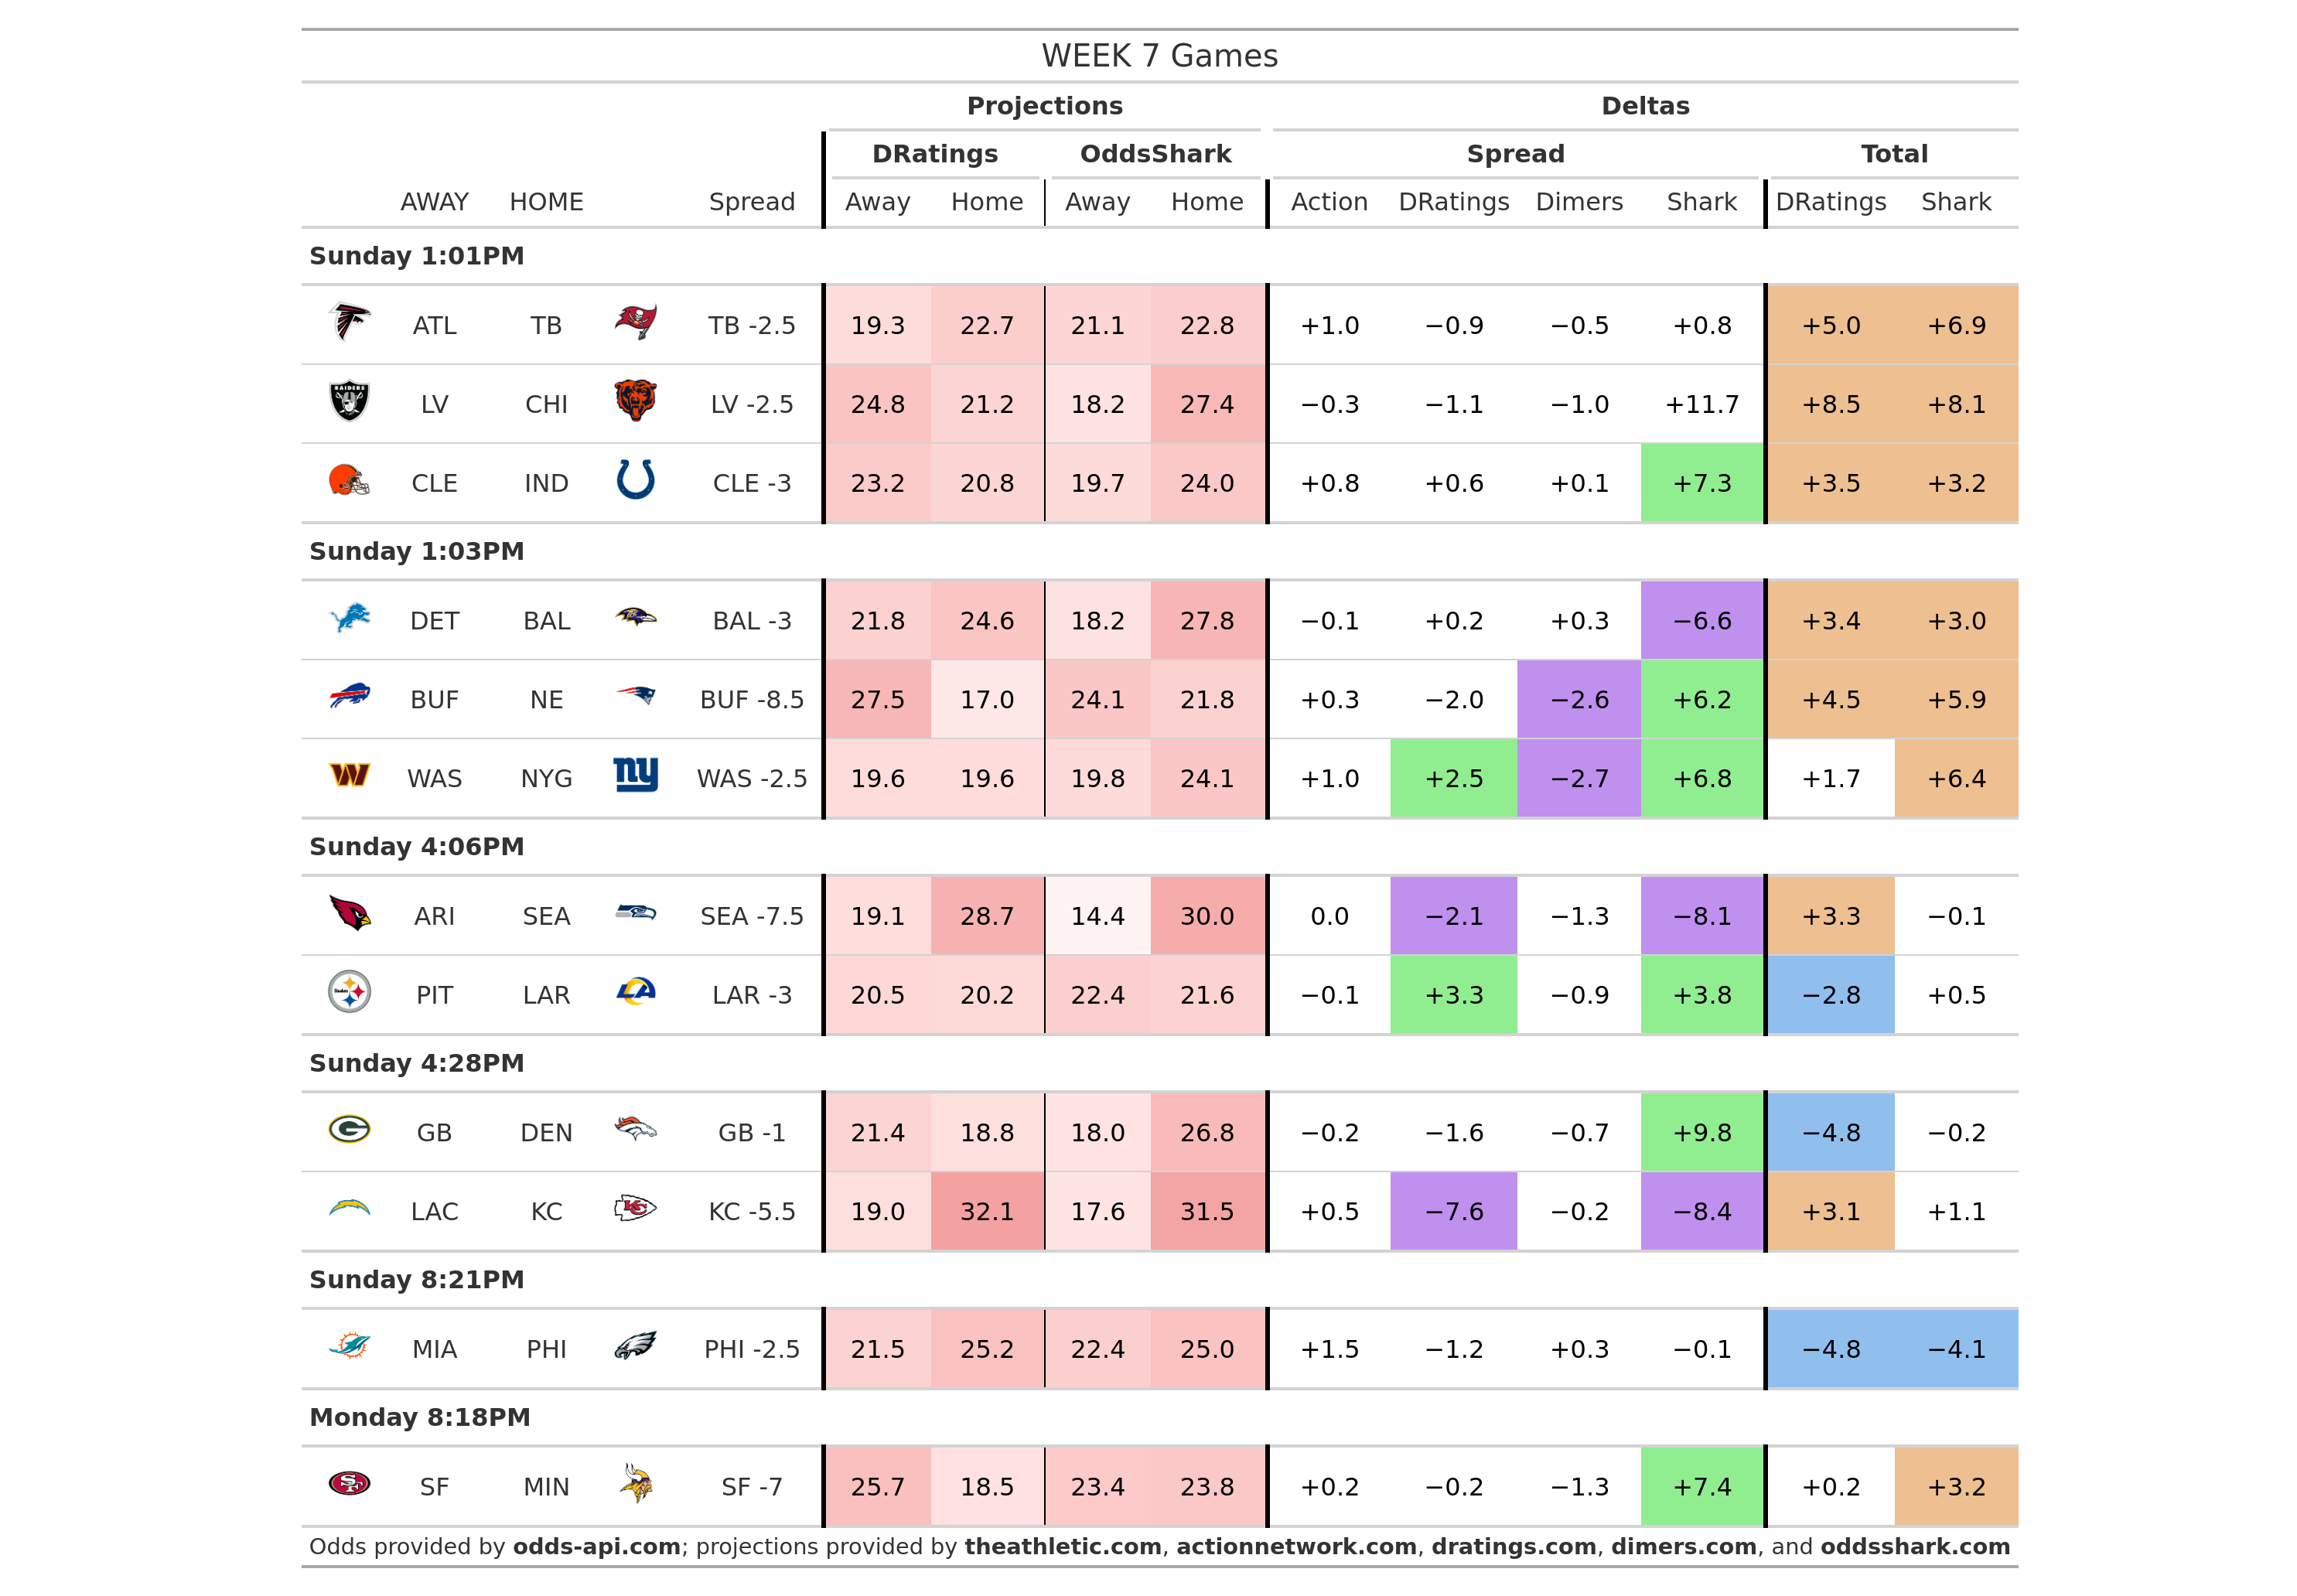 WEEK 7 Games
Projections Deltas
DRatings OddsShark Spread Total
AWAY HOME Spread Away Home Away Home Action DRatings Dimers Shark DRatings Shark
Sunday 1:01PM
ATL TB TB -2.5 19.3 22.7 21.1 22.8 +1.0 −0.9 −0.5 +0.8 +5.0 +6.9
RAIDERS LV CHI LV -2.5 24.8 21.2 18.2 27.4 −0.3 −1.1 −1.0 +11.7 +8.5 +8.1
CLE IND CLE -3 23.2 20.8 19.7 24.0 +0.8 +0.6 +0.1 +7.3 +3.5 +3.2
Sunday 1:03PM
DET BAL BAL -3 21.8 24.6 18.2 27.8 −0.1 +0.2 +0.3 −6.6 +3.4 +3.0
BUF NE BUF -8.5 27.5 17.0 24.1 21.8 +0.3 −2.0 −2.6 +6.2 +4.5 +5.9
W WAS NYG ny WAS -2.5 19.6 19.6 19.8 24.1 +1.0 +2.5 −2.7 +6.8 +1.7 +6.4
Sunday 4:06PM
ARI SEA SEA -7.5 19.1 28.7 14.4 30.0 0.0 −2.1 −1.3 −8.1 +3.3 −0.1
Steelers PIT LAR LA LAR -3 20.5 20.2 22.4 21.6 −0.1 +3.3 −0.9 +3.8 −2.8 +0.5
Sunday 4:28PM
G GB DEN GB -1 21.4 18.8 18.0 26.8 −0.2 −1.6 −0.7 +9.8 −4.8 −0.2
LAC KC KC KC -5.5 19.0 32.1 17.6 31.5 +0.5 −7.6 −0.2 −8.4 +3.1 +1.1
Sunday 8:21PM
MIA PHI PHI -2.5 21.5 25.2 22.4 25.0 +1.5 −1.2 +0.3 −0.1 −4.8 −4.1
Monday 8:18PM
SF SF MIN SF -7 25.7 18.5 23.4 23.8 +0.2 −0.2 −1.3 +7.4 +0.2 +3.2
Odds provided by odds-api.com; projections provided by theathletic.com, actionnetwork.com, dratings.com, dimers.com, and oddsshark.com